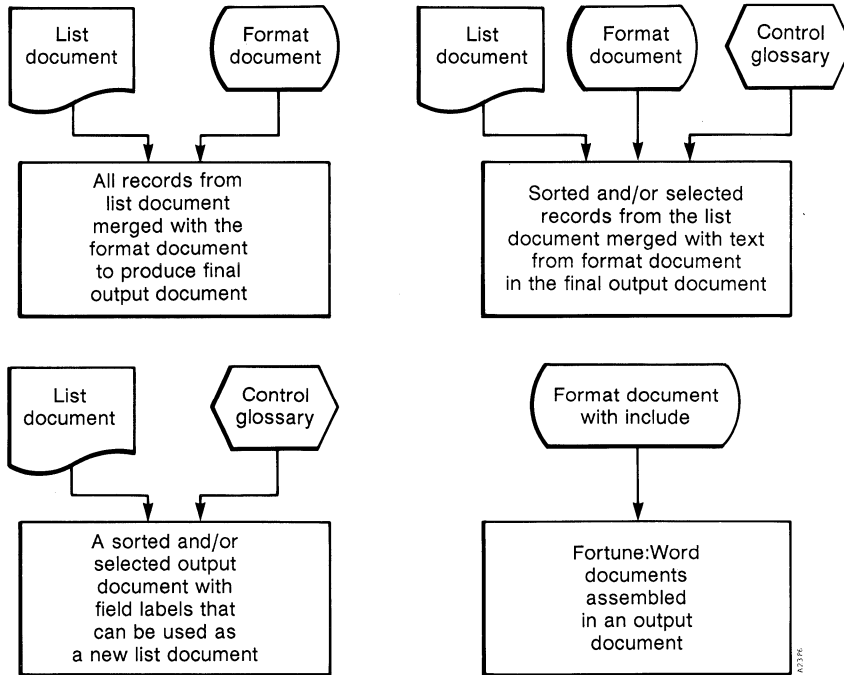 List
document
Format
document
All records from
list document
merged with the
format document
to produce final
output document
List
document
Format
document
Control
glossary
Sorted and/or selected
records from the list
document merged with text
from format document
in the final output document
List
document
Control
glossary
A sorted and/or
selected output
document with
field labels that
can be used as
a new list document
Format document
with include
Fortune:Word
documents
assembled
in an output
document
A23P6